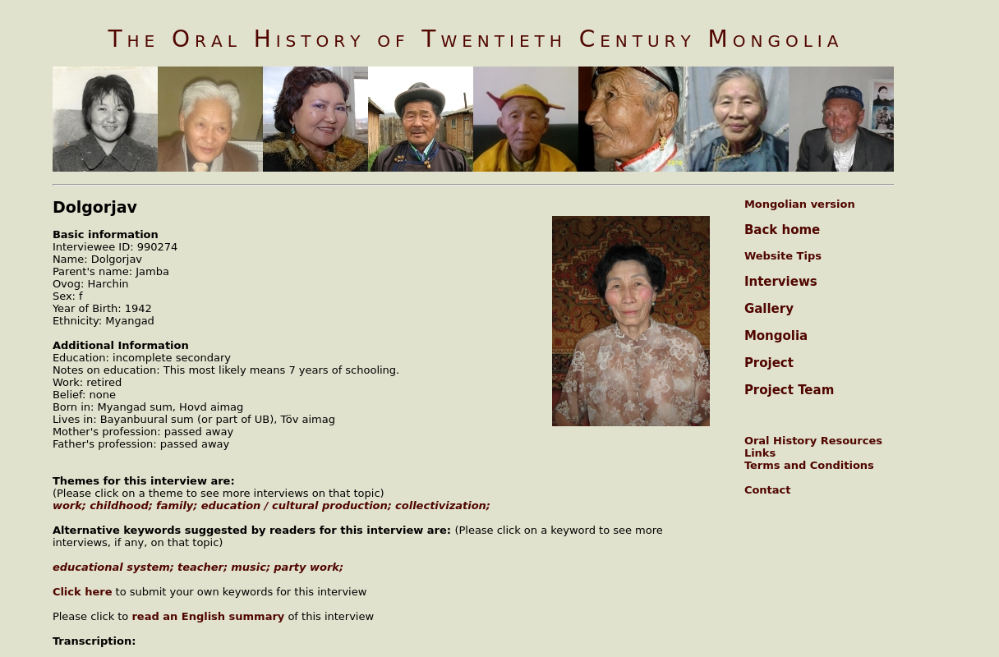 The Oral History of Twentieth Century Mongolia
Dolgorjav
Basic information
Interviewee ID: 990274
Name: Dolgorjav
Parent's name: Jamba
Ovog: Harchin
Sex: f
Year of Birth: 1942
Ethnicity: Myangad
Additional Information
Education: incomplete secondary
Notes on education: This most likely means 7 years of schooling.
Work: retired
Belief: none
Born in: Myangad sum, Hovd aimag
Lives in: Bayanbuural sum (or part of UB), Töv aimag
Mother's profession: passed away
Father's profession: passed away
Themes for this interview are:
(Please click on a theme to see more interviews on that topic)
work; childhood; family; education / cultural production; collectivization;
Alternative keywords suggested by readers for this interview are: (Please click on a keyword to see more
interviews, if any, on that topic)
educational system; teacher; music; party work;
Click here to submit your own keywords for this interview
Please click to read an English summary of this interview
Transcription:
Mongolian version
Back home
Website Tips
Interviews
Gallery
Mongolia
Project
Project Team
Oral History Resources
Links
Terms and Conditions
Contact